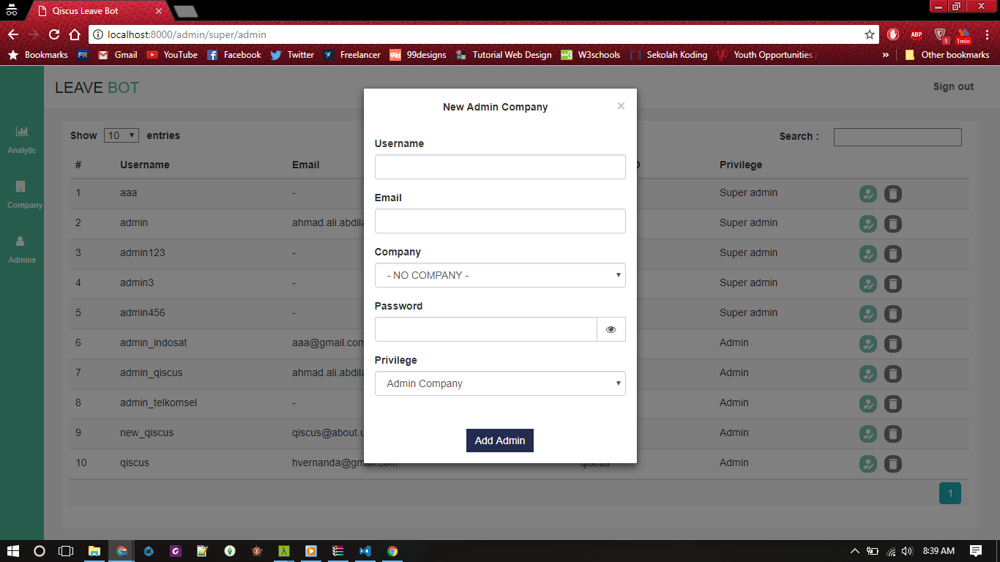 Qiscus Leave Bot
localhost:8000/admin/super/admin
ABP
1
1min
Bookmarks FR Gmail YouTube Facebook Twitter Freelancer 99d 99designs Tutorial Web Design W3schools Sekolah Koding YO Youth Opportunities » Other bookmarks
LEAVE BOT
Sign out
Analytic
Company
Admins
Show 10 entries
Search :
# Username Email Privilege
1 aaa - Super admin
2 admin ahmad.ali.abdila Super admin
3 admin123 - Super admin
4 admin3 - Super admin
5 admin456 - Super admin
6 admin_indosat aaa@gmail.com Admin
7 admin_qiscus ahmad.ali.abdila Admin
8 admin_telkomsel - Admin
9 new_qiscus qiscus@about.u Admin
10 qiscus hvernanda@gmail.com qiscus Admin
1
New Admin Company ×
Username
Email
Company
- NO COMPANY -
Password
Privilege
Admin Company
Add Admin
8:39 AM